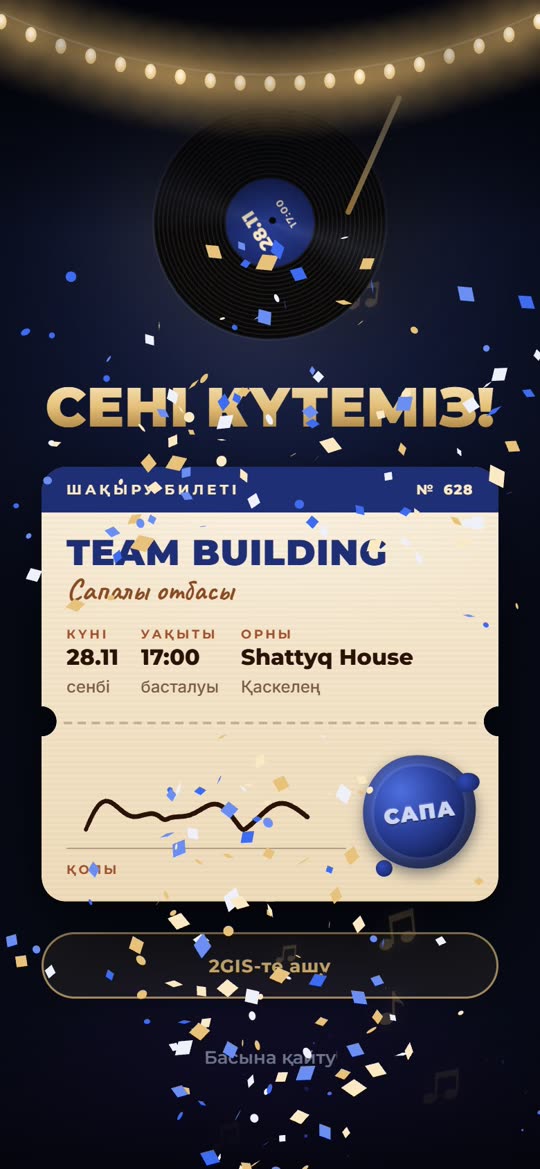 28.11
17:00
СЕНІ КҮТЕМІЗ!
ШАҚЫРУ БИЛЕТІ № 628
TEAM BUILDING
Сапалы отбасы
КҮНІ УАҚЫТЫ ОРНЫ
28.11 17:00 Shattyq House
сенбі басталуы Қаскелең
САПА
ҚОЛЫ
2GIS-те ашу
Басына қайту